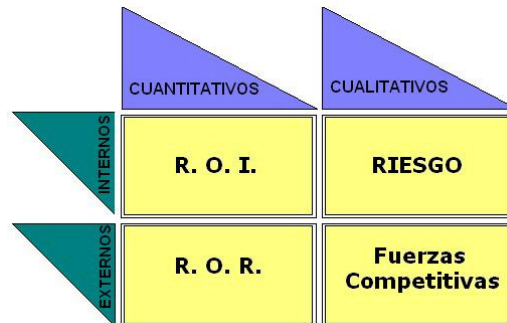 CUANTITATIVOS
CUALITATIVOS
INTERNOS
R. O. I.
RIESGO
EXTERNOS
R. O. R.
Fuerzas
Competitivas